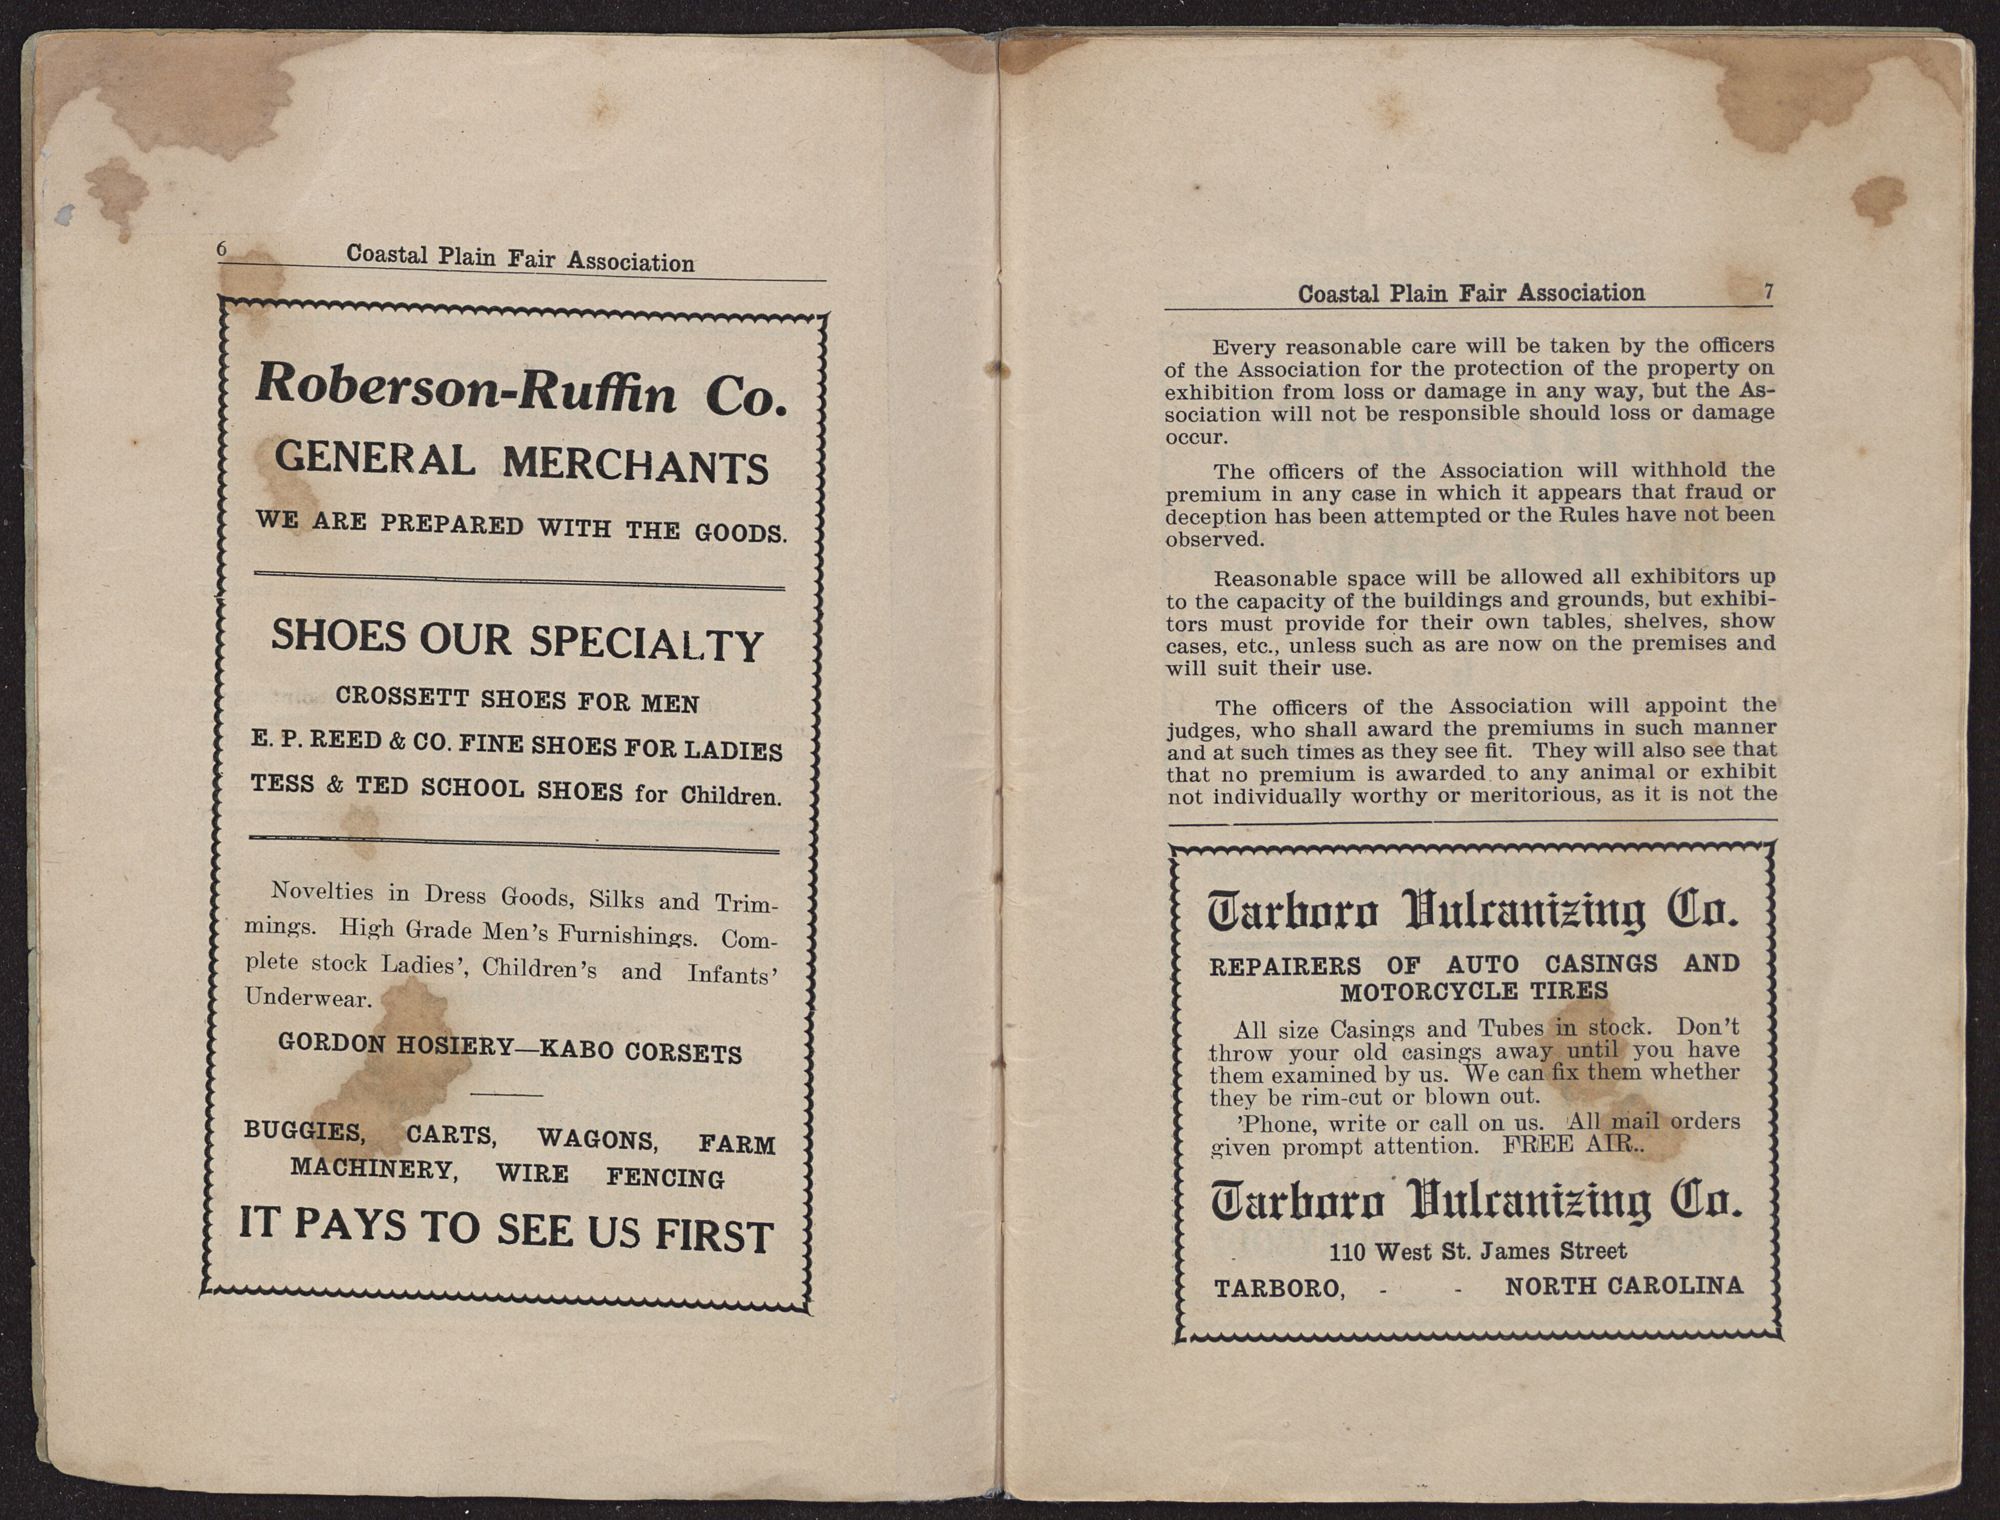 6
Coastal Plain Fair Association
Roberson-Ruffin Co.
GENERAL MERCHANTS
WE ARE PREPARED WITH THE GOODS.
SHOES OUR SPECIALTY
CROSSETT SHOES FOR MEN
E. P. REED & CO. FINE SHOES FOR LADIES
TESS & TED SCHOOL SHOES for Children.
Novelties in Dress Goods, Silks and Trim-
mings. High Grade Men's Furnishings. Com-
plete stock Ladies', Children's and Infants'
Underwear.
GORDON HOSIERY—KABO CORSETS
BUGGIES, CARTS, WAGONS, FARM
MACHINERY, WIRE FENCING
IT PAYS TO SEE US FIRST
Coastal Plain Fair Association 7
Every reasonable care will be taken by the officers
of the Association for the protection of the property on
exhibition from loss or damage in any way, but the As-
sociation will not be responsible should loss or damage
occur.
The officers of the Association will withhold the
premium in any case in which it appears that fraud or
deception has been attempted or the Rules have not been
observed.
Reasonable space will be allowed all exhibitors up
to the capacity of the buildings and grounds, but exhibi-
tors must provide for their own tables, shelves, show
cases, etc., unless such as are now on the premises and
will suit their use.
The officers of the Association will appoint the
judges, who shall award the premiums in such manner
and at such times as they see fit. They will also see that
that no premium is awarded to any animal or exhibit
not individually worthy or meritorious, as it is not the
Tarboro Vulcanizing Co.
REPAIRERS OF AUTO CASINGS AND
MOTORCYCLE TIRES
All size Casings and Tubes in stock. Don't
throw your old casings away until you have
them examined by us. We can fix them whether
they be rim-cut or blown out.
'Phone, write or call on us. All mail orders
given prompt attention. FREE AIR..
Tarboro Vulcanizing Co.
110 West St. James Street
TARBORO, - - NORTH CAROLINA